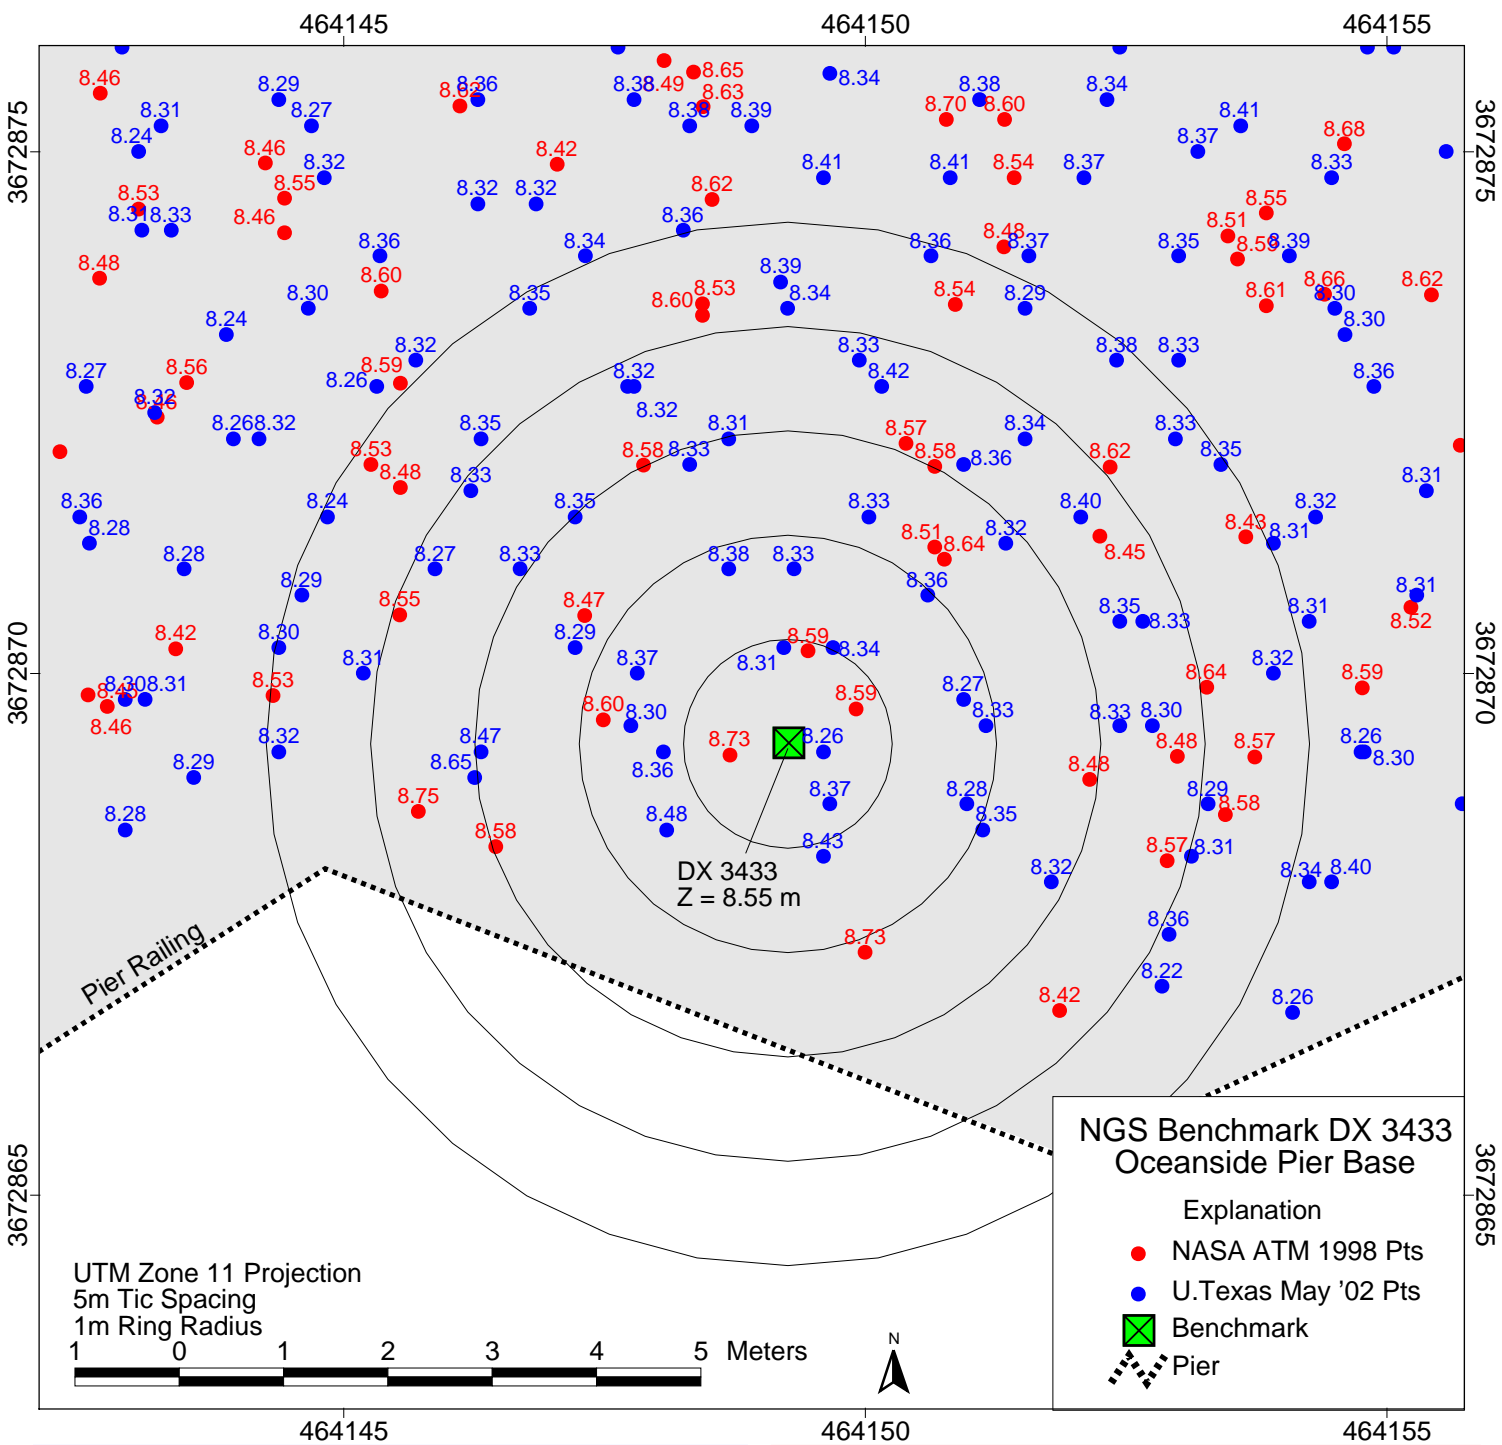 464145 464150 464155
8.46 8.29 8.36 8.38 8.49 8.65 8.34 8.38 8.34
8.31 8.27 8.63 8.38 8.39 8.70 8.60 8.41
8.24 8.46 8.42 8.41 8.41 8.54 8.37 8.37 8.68
8.32 8.33
8.53 8.55 8.32 8.32 8.62 8.55
8.31 8.33 8.46 8.36 8.51
8.36 8.34 8.36 8.48 8.37 8.35 8.39
8.48 8.60 8.39 8.66 8.62
8.30 8.35 8.60 8.53 8.34 8.54 8.29 8.61 8.30
8.24 8.30
8.32 8.33 8.38 8.33
8.27 8.56 8.26 8.59 8.32 8.42 8.36
8.32 8.32
8.26 8.32 8.35 8.31 8.57 8.34 8.33
8.53 8.58 8.33 8.58 8.36 8.62 8.35
8.48 8.33 8.31
8.36 8.24 8.35 8.33 8.40 8.32
8.28 8.51 8.64 8.32 8.45 8.43 8.31
8.28 8.27 8.33 8.38 8.33
8.29 8.36 8.31
8.55 8.47 8.35 8.33 8.31 8.52
8.42 8.30 8.29 8.31 8.59 8.34
8.31 8.37 8.32
8.45 8.30 8.31 8.53 8.59 8.27 8.64 8.59
8.46 8.60 8.30 8.33 8.33 8.30
8.32 8.47 8.36 8.73 8.26 8.48 8.57 8.26 8.30
8.29 8.65 8.48
8.75 8.37 8.28 8.29 8.58
8.28 8.58 8.48 8.35
8.43 8.57 8.31
8.32 8.34 8.40
DX 3433
Z = 8.55 m
8.36
8.73
8.22
8.42 8.26
Pier Railing
3672875
3672870
3672865
3672875
3672870
3672865
NGS Benchmark DX 3433
Oceanside Pier Base
Explanation
NASA ATM 1998 Pts
U.Texas May '02 Pts
Benchmark
Pier
UTM Zone 11 Projection
5m Tic Spacing
1m Ring Radius
1 0 1 2 3 4 5 Meters
N
464145 464150 464155